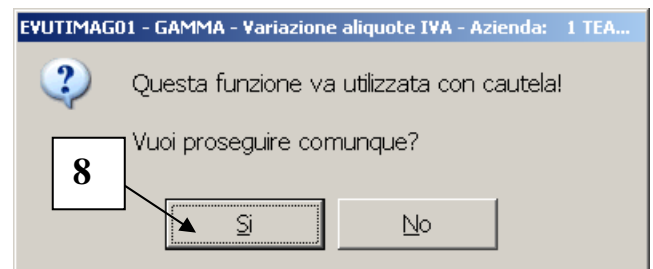 EVUTIMAG01 - GAMMA - Variazione aliquote IVA - Azienda: 1 TEA...
Questa funzione va utilizzata con cautela!
Vuoi proseguire comunque?
8
Si No